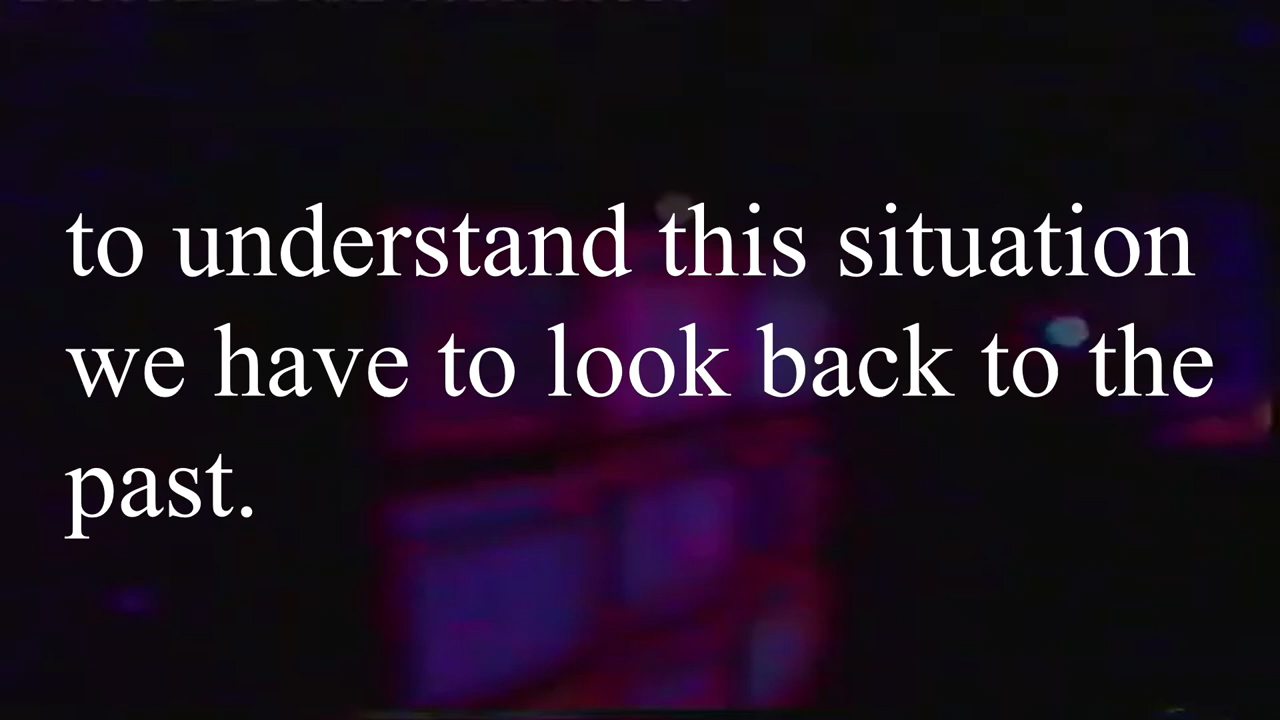 to understand this situation
we have to look back to the
past.